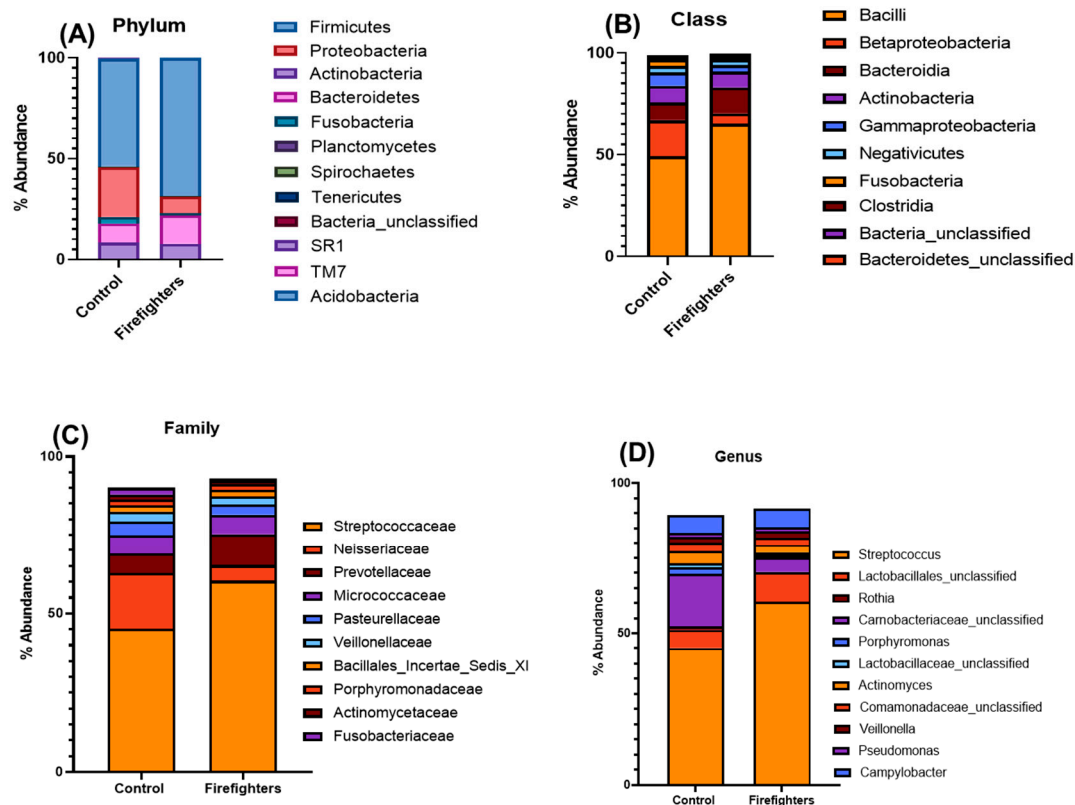 (A)
Phylum
% Abundance
100
50
0
Control
Firefighters
Firmicutes
Proteobacteria
Actinobacteria
Bacteroidetes
Fusobacteria
Planctomycetes
Spirochaetes
Tenericutes
Bacteria_unclassified
SR1
TM7
Acidobacteria
(B)
Class
% Abundance
100
50
0
Control
Firefighters
Bacilli
Betaproteobacteria
Bacteroidia
Actinobacteria
Gammaproteobacteria
Negativicutes
Fusobacteria
Clostridia
Bacteria_unclassified
Bacteroidetes_unclassified
(C)
Family
% Abundance
100
50
0
Control
Firefighters
Streptococcaceae
Neisseriaceae
Prevotellaceae
Micrococcaceae
Pasteurellaceae
Veillonellaceae
Bacillales_Incertae_Sedis_XI
Porphyromonadaceae
Actinomycetaceae
Fusobacteriaceae
(D)
Genus
% Abundance
100
50
0
Control
Firefighters
Streptococcus
Lactobacillales_unclassified
Rothia
Carnobacteriaceae_unclassified
Porphyromonas
Lactobacillaceae_unclassified
Actinomyces
Comamonadaceae_unclassified
Veillonella
Pseudomonas
Campylobacter